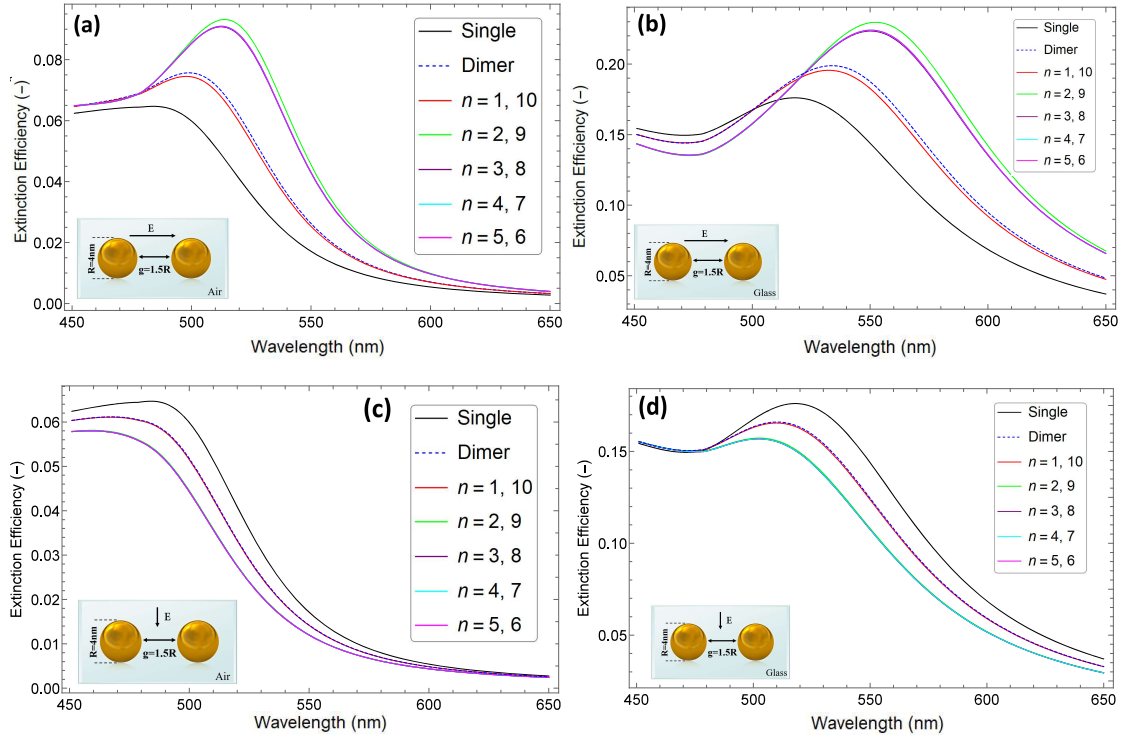 (a)
Extinction Efficiency (−)
0.08
0.06
0.04
0.02
0.00
Single
Dimer
n = 1, 10
n = 2, 9
n = 3, 8
n = 4, 7
n = 5, 6
E
R=4nm
g=1.5R
Air
450 500 550 600 650
Wavelength (nm)
(b)
Extinction Efficiency (−)
0.20
0.15
0.10
0.05
Single
Dimer
n = 1, 10
n = 2, 9
n = 3, 8
n = 4, 7
n = 5, 6
E
R=4nm
g=1.5R
Glass
450 500 550 600 650
Wavelength (nm)
(c)
Extinction Efficiency (−)
0.06
0.05
0.04
0.03
0.02
0.01
0.00
Single
Dimer
n = 1, 10
n = 2, 9
n = 3, 8
n = 4, 7
n = 5, 6
E
R=4nm
g=1.5R
Air
450 500 550 600 650
Wavelength (nm)
(d)
Extinction Efficiency (−)
0.15
0.10
0.05
Single
Dimer
n = 1, 10
n = 2, 9
n = 3, 8
n = 4, 7
n = 5, 6
E
R=4nm
g=1.5R
Glass
450 500 550 600 650
Wavelength (nm)